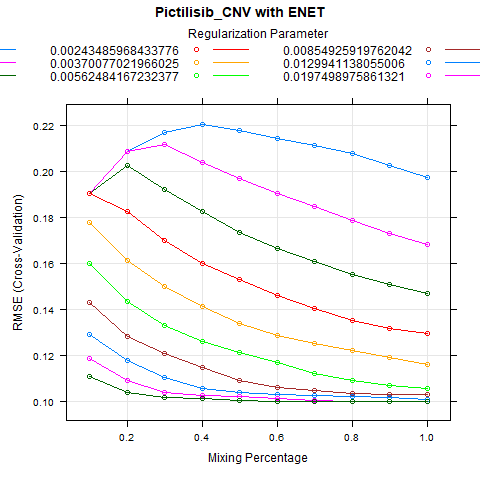 Pictilisib_CNV with ENET
Regularization Parameter
0.00243485968433776 0.00854925919762042
0.00370077021966025 0.0129941138055006
0.00562484167232377 0.0197498975861321
RMSE (Cross-Validation)
0.22
0.20
0.18
0.16
0.14
0.12
0.10
0.2 0.4 0.6 0.8 1.0
Mixing Percentage